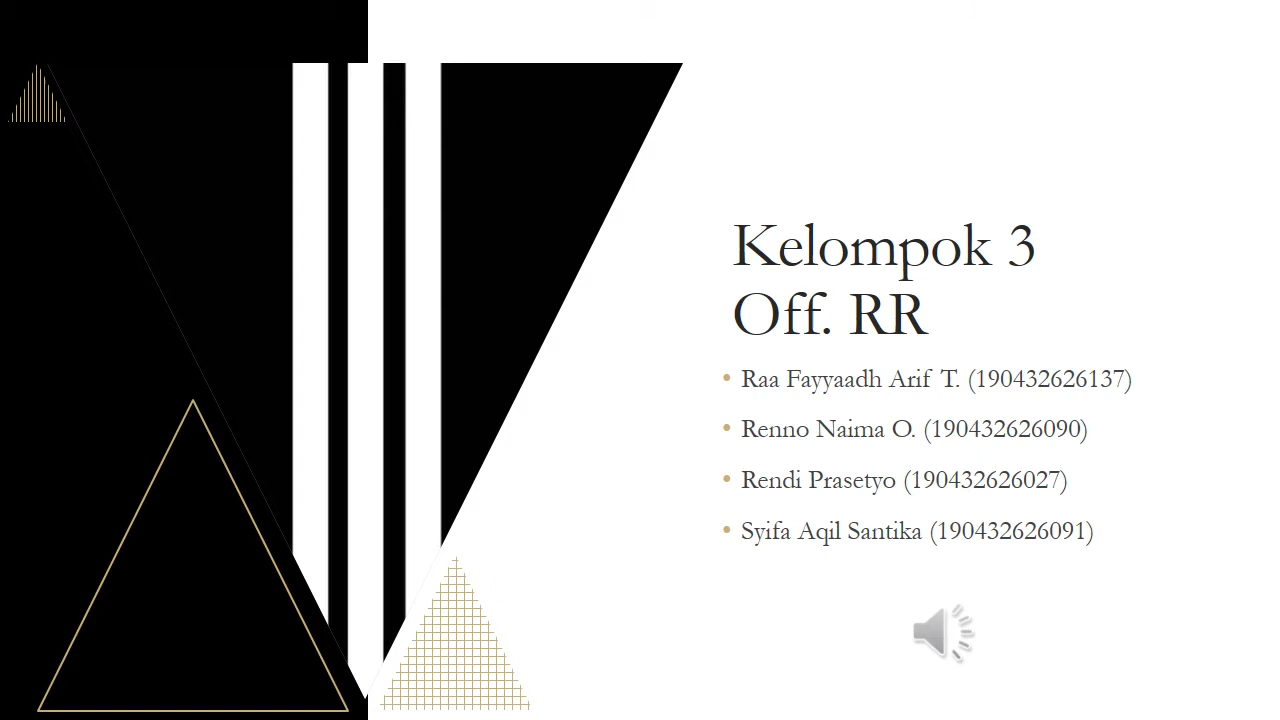 Kelompok 3
Off. RR
• Raa Fayyaadh Arif T. (190432626137)
• Renno Naima O. (190432626090)
• Rendi Prasetyo (190432626027)
• Syifa Aqil Santika (190432626091)